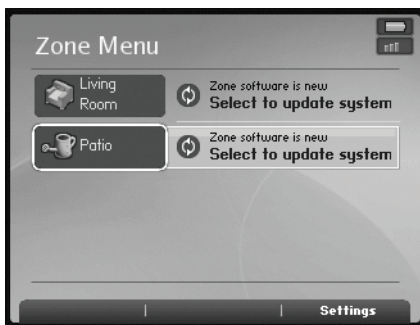 Zone Menu
Living
Room
Zone software is new
Select to update system
Patio
Zone software is new
Select to update system
Settings